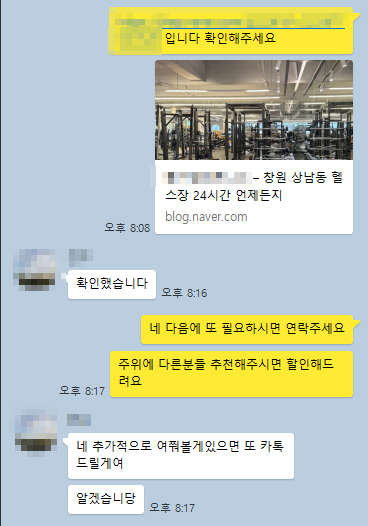 입니다 확인해주세요
– 창원 상남동 헬
스장 24시간 언제든지
blog.naver.com
오후 8:08
확인했습니다
오후 8:16
네 다음에 또 필요하시면 연락주세요
주위에 다른분들 추천해주시면 할인해드
려요
오후 8:17
네 추가적으로 여쭤볼게있으면 또 카톡
드릴게여
알겠습니당
오후 8:17